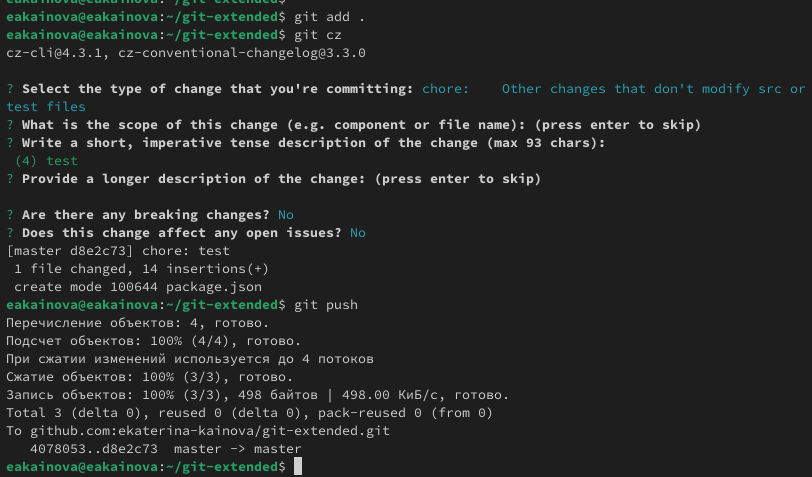 eakainova@eakainova:~/git-extended$
eakainova@eakainova:~/git-extended$ git add .
eakainova@eakainova:~/git-extended$ git cz
cz-cli@4.3.1, cz-conventional-changelog@3.3.0
? Select the type of change that you're committing: chore:    Other changes that don't modify src or
test files
? What is the scope of this change (e.g. component or file name): (press enter to skip)
? Write a short, imperative tense description of the change (max 93 chars):
 (4) test
? Provide a longer description of the change: (press enter to skip)
? Are there any breaking changes? No
? Does this change affect any open issues? No
[master d8e2c73] chore: test
 1 file changed, 14 insertions(+)
 create mode 100644 package.json
eakainova@eakainova:~/git-extended$ git push
Перечисление объектов: 4, готово.
Подсчет объектов: 100% (4/4), готово.
При сжатии изменений используется до 4 потоков
Сжатие объектов: 100% (3/3), готово.
Запись объектов: 100% (3/3), 498 байтов | 498.00 КиБ/с, готово.
Total 3 (delta 0), reused 0 (delta 0), pack-reused 0 (from 0)
To github.com:ekaterina-kainova/git-extended.git
   4078053..d8e2c73  master -> master
eakainova@eakainova:~/git-extended$